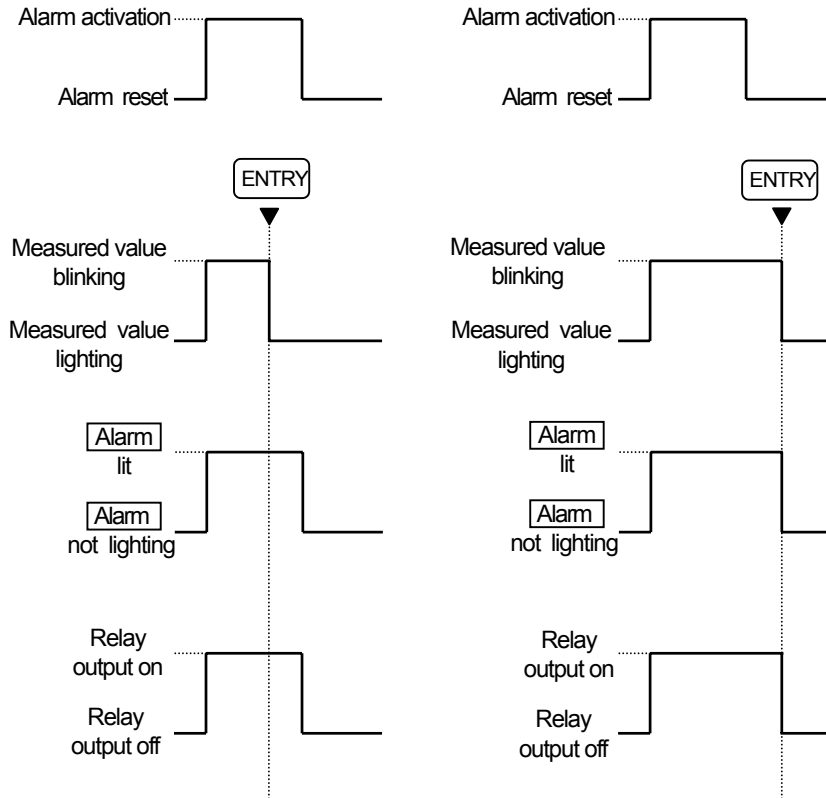 Alarm activation
Alarm reset
ENTRY
Measured value
blinking
Measured value
lighting
Alarm
lit
Alarm
not lighting
Relay
output on
Relay
output off
Alarm activation
Alarm reset
ENTRY
Measured value
blinking
Measured value
lighting
Alarm
lit
Alarm
not lighting
Relay
output on
Relay
output off